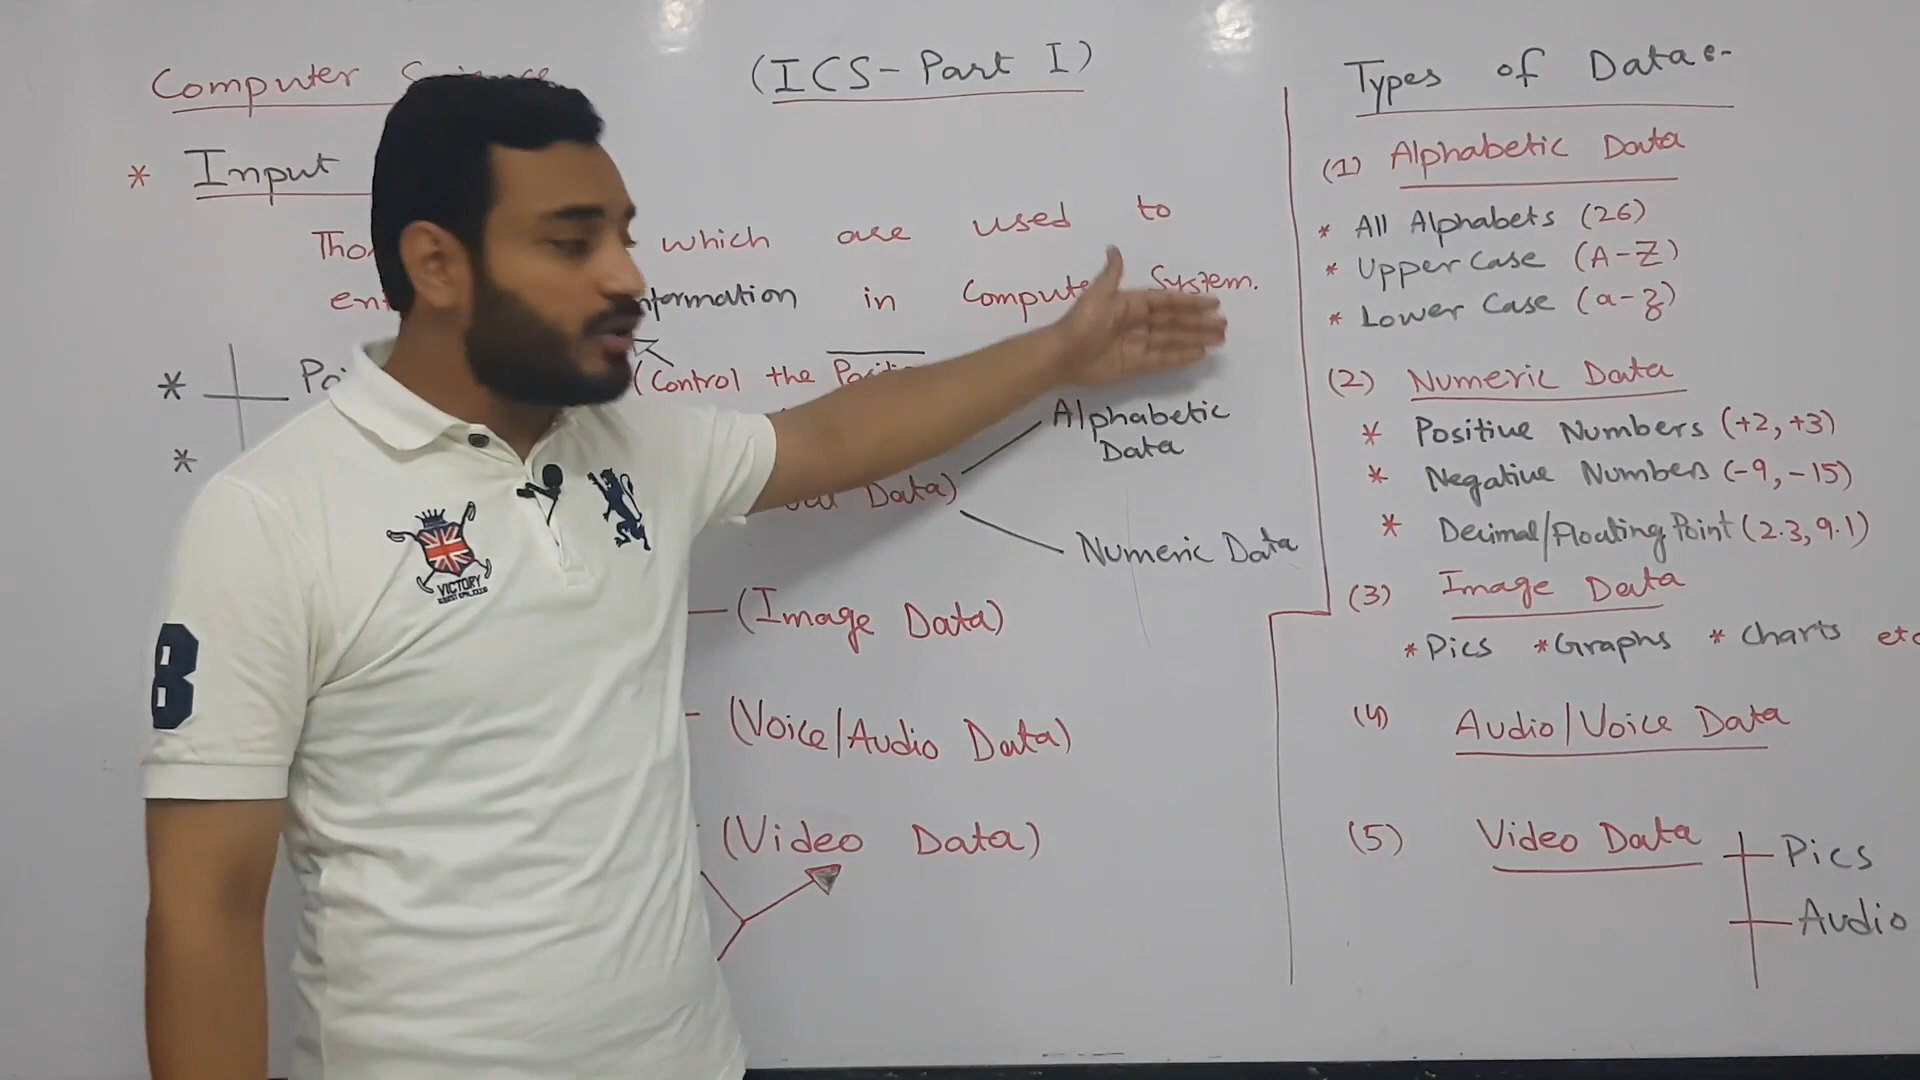 Computer Science
(ICS-Part I)
* Input
which are used to
information in Computer System.
*
(Control the
*
Data)
Alphabetic
Data
Numeric Data
(Image Data)
(Voice/Audio Data)
(Video Data)
Types of Data:-
(1) Alphabetic Data
* All Alphabets (26)
* Upper Case (A-Z)
* Lower Case (a-z)
(2) Numeric Data
* Positive Numbers (+2, +3)
* Negative Numbers (-9, -15)
* Decimal/Floating Point (2.3, 9.1)
(3) Image Data
* Pics * Graphs * Charts etc
(4) Audio/Voice Data
(5) Video Data
Pics
Audio
VICTORY
8